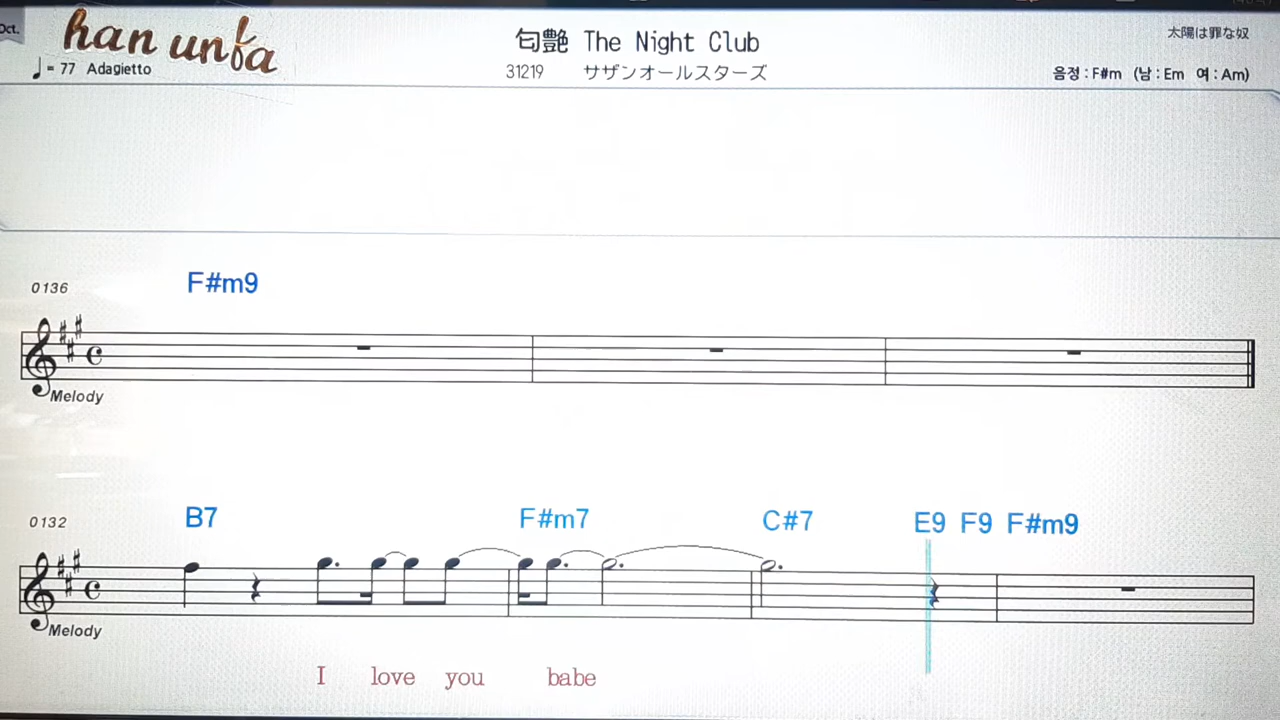 Oct.
han unfa
匂艶 The Night Club
太陽は罪な奴
♩= 77 Adagietto
31219 サザンオールスターズ
음정 : F#m (남 : Em 여 : Am)
0136
F#m9
Melody
0132
B7 F#m7 C#7 E9 F9 F#m9
Melody
I love you babe